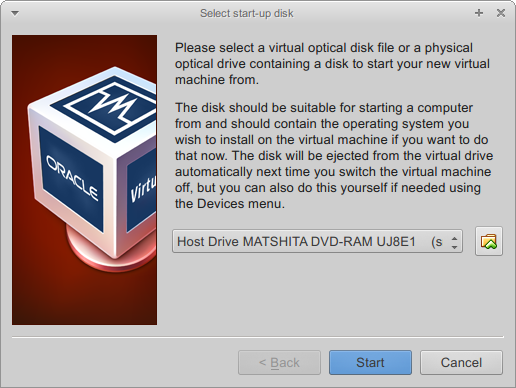 Select start-up disk
Please select a virtual optical disk file or a physical
optical drive containing a disk to start your new virtual
machine from.
The disk should be suitable for starting a computer
from and should contain the operating system you
wish to install on the virtual machine if you want to do
that now. The disk will be ejected from the virtual drive
automatically next time you switch the virtual machine
off, but you can also do this yourself if needed using
the Devices menu.
ORACLE
Virtu
Host Drive MATSHITA DVD-RAM UJ8E1 (s
< Back
Start
Cancel